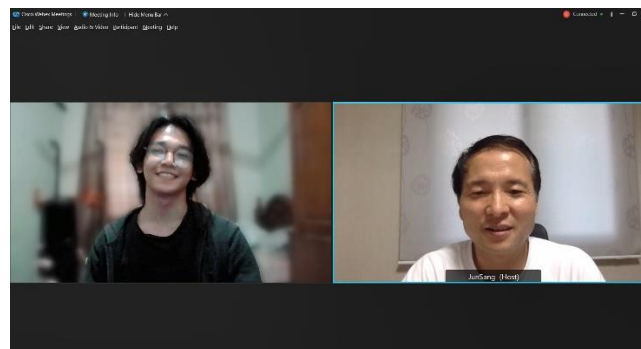 Cisco Webex Meetings Meeting Info Hide Menu Bar Connected
File Edit Share View Audio & Video Participant Meeting Help
JunSang (Host)